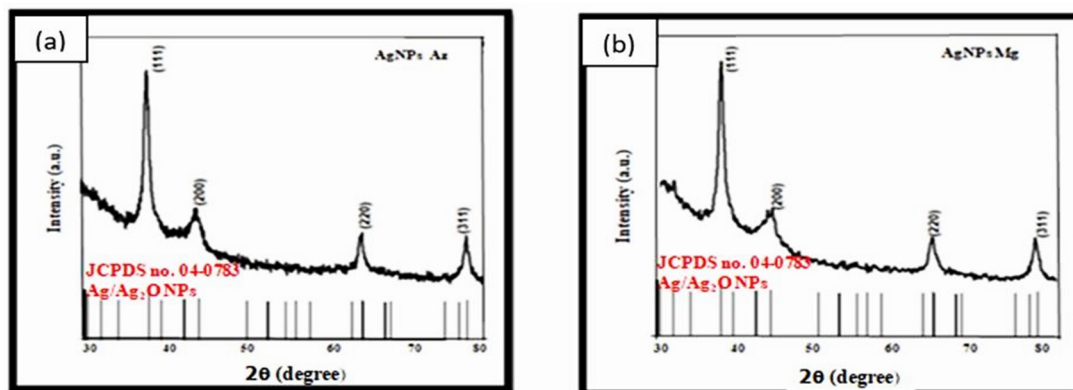 (a)
AgNPs Az
(111)
(200)
(220)
(311)
Intensity (a.u.)
JCPDS no. 04-0783
Ag/Ag₂O NPs
30 40 50 60 70 80
2θ (degree)
(b)
AgNPs Mg
(111)
(200)
(220)
(311)
Intensity (a.u.)
JCPDS no. 04-0783
Ag/Ag₂O NPs
30 40 50 60 70 80
2θ (degree)